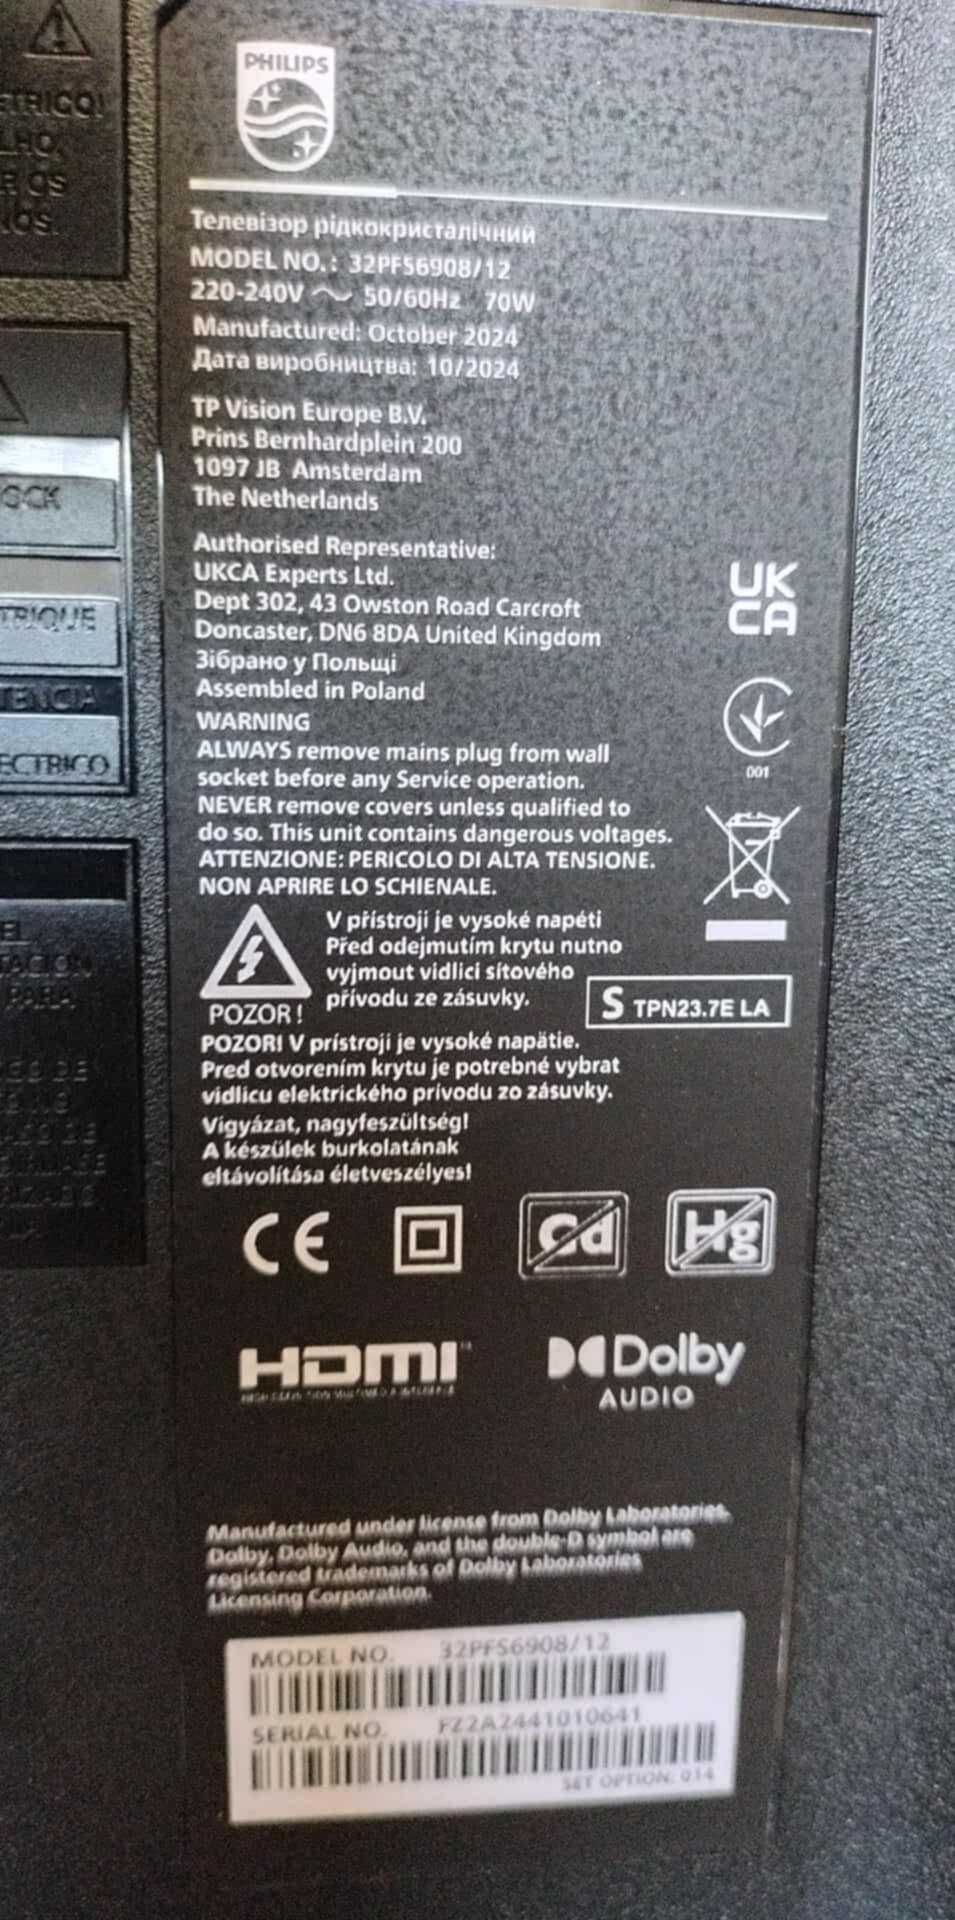 PHILIPS
Телевізор рідкокристалічний
MODEL NO.: 32PFS6908/12
220-240V ~ 50/60Hz 70W
Manufactured: October 2024
Дата виробництва: 10/2024
TP Vision Europe B.V.
Prins Bernhardplein 200
1097 JB Amsterdam
The Netherlands
Authorised Representative:
UKCA Experts Ltd.
Dept 302, 43 Owston Road Carcroft
Doncaster, DN6 8DA United Kingdom
Зібрано у Польщі
Assembled in Poland
UK
CA
001
WARNING
ALWAYS remove mains plug from wall
socket before any Service operation.
NEVER remove covers unless qualified to
do so. This unit contains dangerous voltages.
ATTENZIONE: PERICOLO DI ALTA TENSIONE.
NON APRIRE LO SCHIENALE.
V přístroji je vysoké napéti
Před odejmutím krytu nutno
vyjmout vidlici síťového
přívodu ze zásuvky.
POZOR!
S TPN23.7E LA
POZOR! V prístroji je vysoké napätie.
Pred otvorením krytu je potrebné vybrat
vidlicu elektrického prívodu zo zásuvky.
Vigyázat, nagyfeszültség!
A készülek burkolatának
eltávolítása életveszélyes!
CE
Cd
Hg
HDMI
Dolby
AUDIO
Manufactured under license from Dolby Laboratories.
Dolby, Dolby Audio, and the double-D symbol are
registered trademarks of Dolby Laboratories
Licensing Corporation.
MODEL NO. 32PFS6908/12
SERIAL NO. FZ2A2441010641
SET OPTION: 014